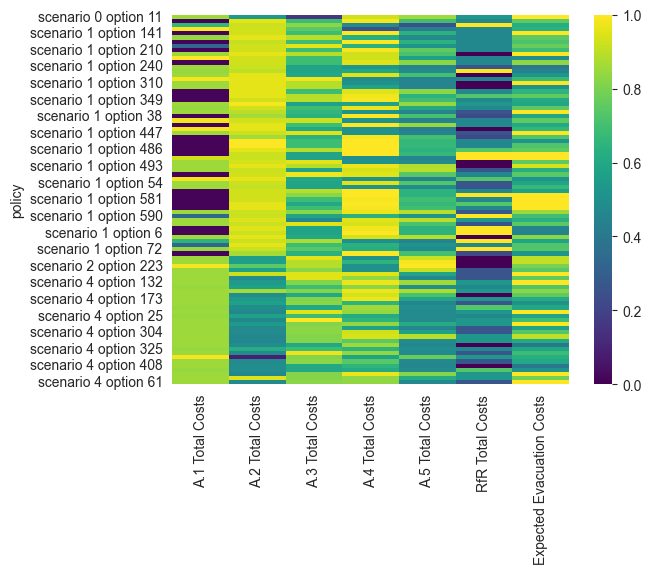 policy
scenario 0 option 11
scenario 1 option 141
scenario 1 option 210
scenario 1 option 240
scenario 1 option 310
scenario 1 option 349
scenario 1 option 38
scenario 1 option 447
scenario 1 option 486
scenario 1 option 493
scenario 1 option 54
scenario 1 option 581
scenario 1 option 590
scenario 1 option 6
scenario 1 option 72
scenario 2 option 223
scenario 4 option 132
scenario 4 option 173
scenario 4 option 25
scenario 4 option 304
scenario 4 option 325
scenario 4 option 408
scenario 4 option 61
A.1 Total Costs
A.2 Total Costs
A.3 Total Costs
A.4 Total Costs
A.5 Total Costs
RfR Total Costs
Expected Evacuation Costs
1.0
0.8
0.6
0.4
0.2
0.0